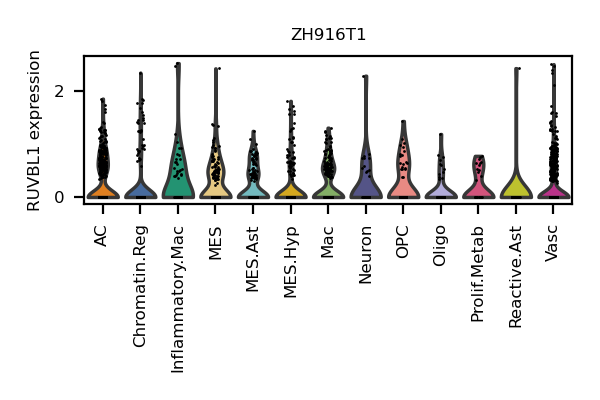 ZH916T1
RUVBL1 expression
2
0
AC
Chromatin.Reg
Inflammatory.Mac
MES
MES.Ast
MES.Hyp
Mac
Neuron
OPC
Oligo
Prolif.Metab
Reactive.Ast
Vasc